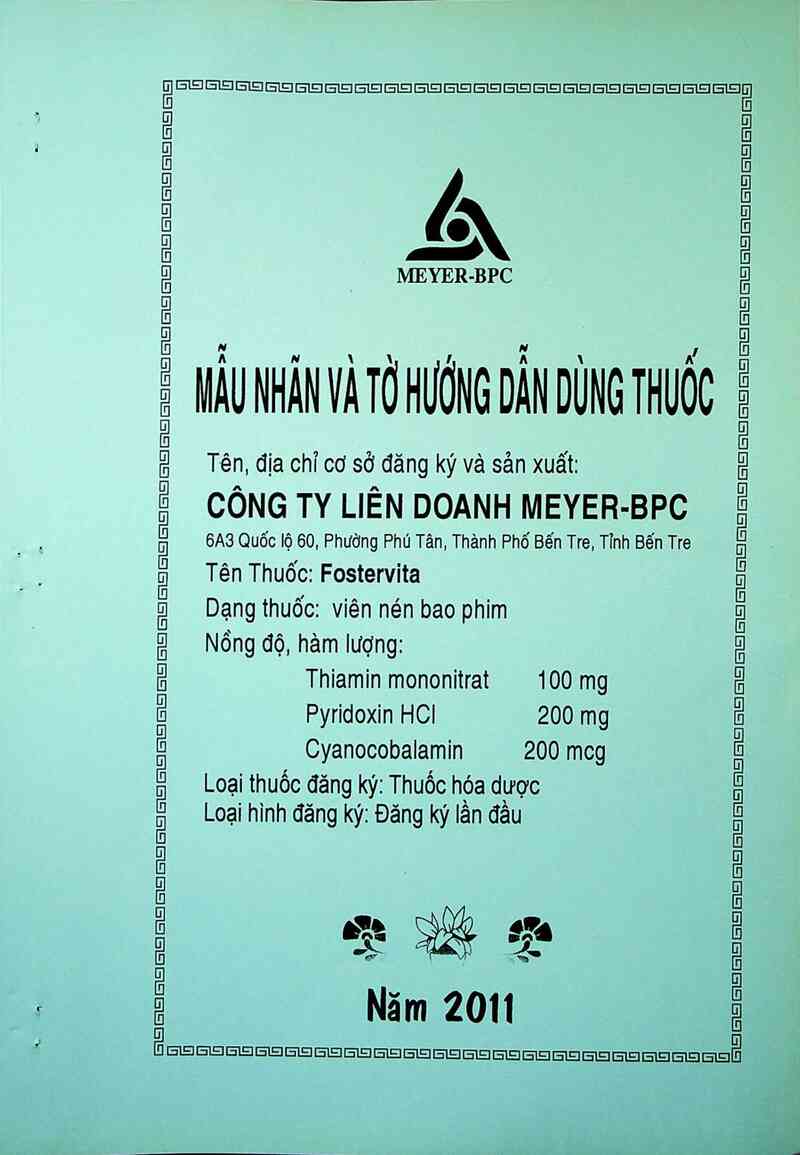 MEYER-BPC
MẪU NHÃN VÀ TỜ HƯỚNG DẪN DÙNG THUỐC
Tên, địa chỉ cơ sở đăng ký và sản xuất:
CÔNG TY LIÊN DOANH MEYER-BPC
6A3 Quốc lộ 60, Phường Phú Tân, Thành Phố Bến Tre, Tỉnh Bến Tre
Tên Thuốc: Fostervita
Dạng thuốc: viên nén bao phim
Nồng độ, hàm lượng:
Thiamin mononitrat 100 mg
Pyridoxin HCl 200 mg
Cyanocobalamin 200 mcg
Loại thuốc đăng ký: Thuốc hóa dược
Loại hình đăng ký: Đăng ký lần đầu
Năm 2011